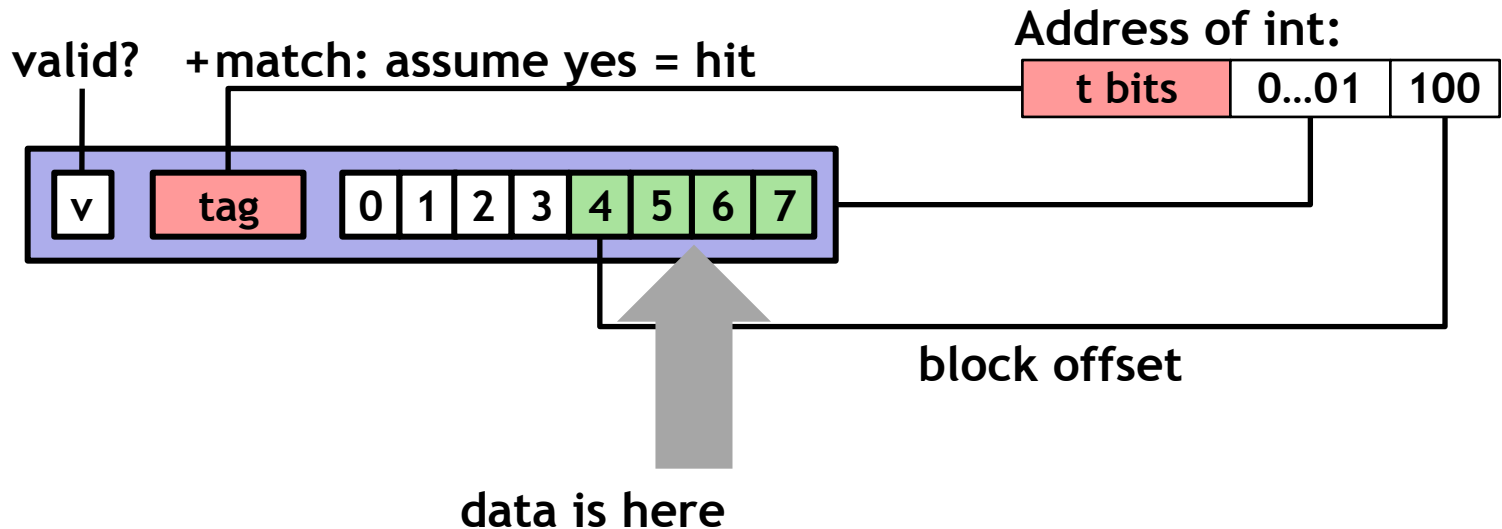 Address of int:
valid? +match: assume yes = hit
t bits 0...01 100
v tag 0 1 2 3 4 5 6 7
block offset
data is here